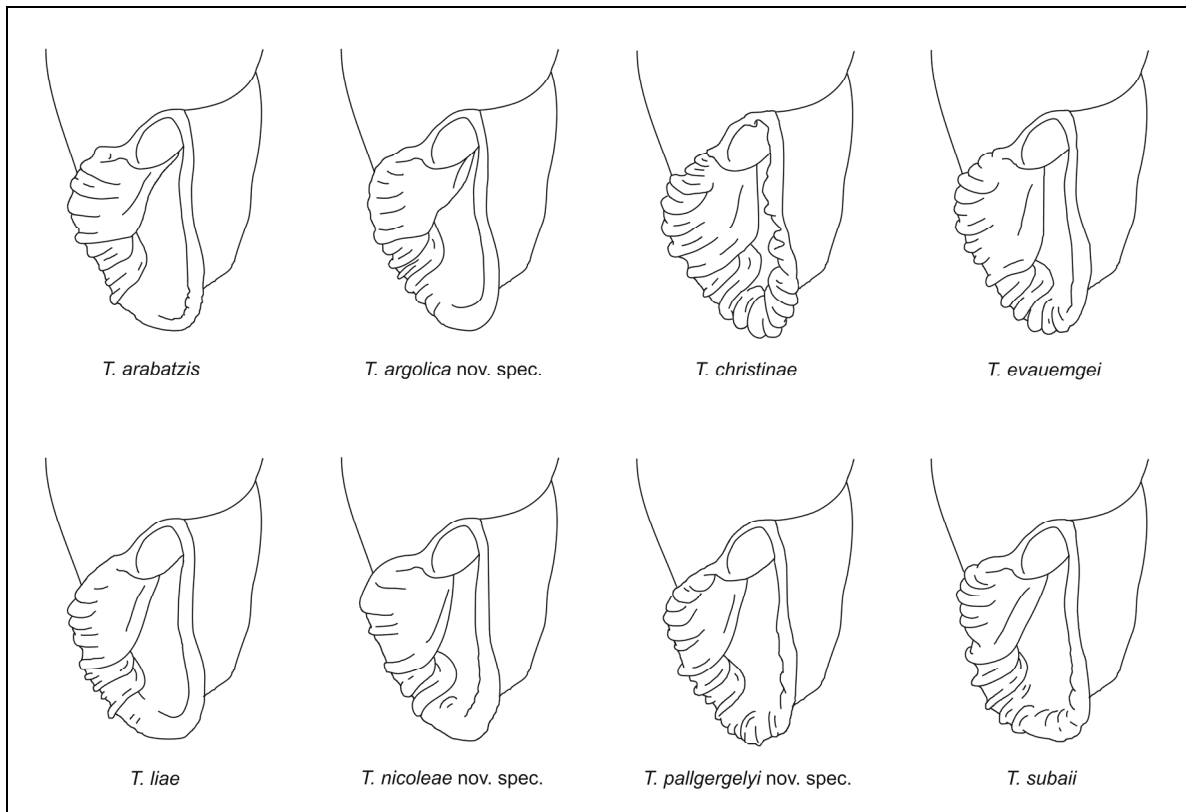 T. arabatzis
T. argolica nov. spec.
T. christinae
T. evauemgei
T. liae
T. nicoleae nov. spec.
T. pallgergelyi nov. spec.
T. subaii